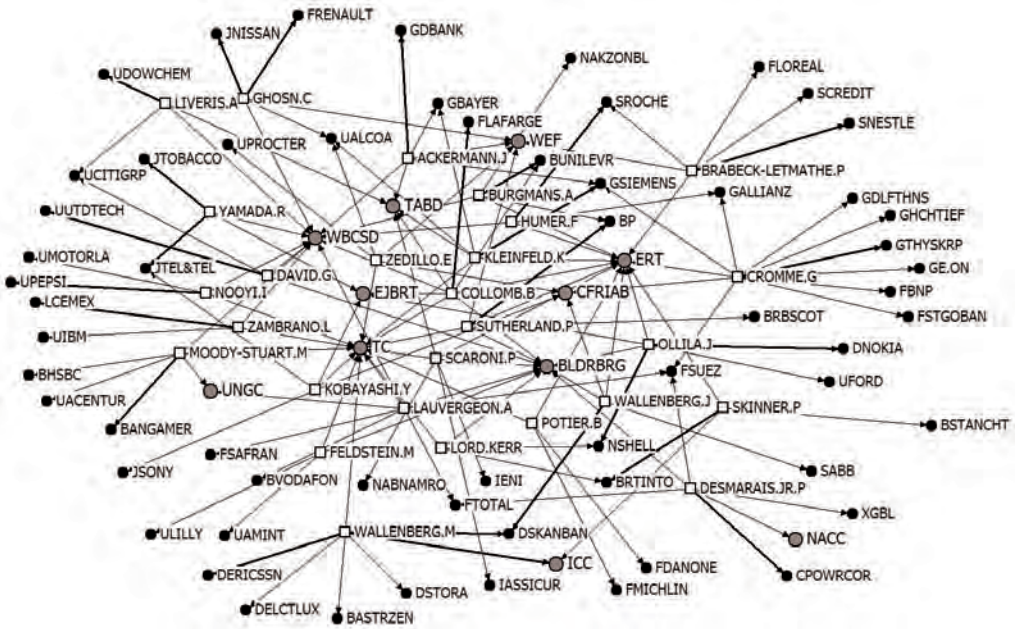 FRENAULT
JNISSAN
GDBANK
NAKZONBL
FLOREAL
UDOWCHEM
LIVERIS.A
GHOSN.C
GBAYER
SROCHE
SCREDIT
FLAFARGE
SNESTLE
UPROCTER
UALCOA
WEF
JTOBACCO
ACKERMANN.J
BUNILEVR
BRABECK-LETMATHE.P
UCITIGRP
GSIEMENS
GALLIANZ
BURGMANS.A
GDLFTHNS
UUTDTECH
YAMADA.R
TABD
HUMER.F
BP
GHCHTIEF
WBCSD
GTHYSKRP
UMOTORLA
ZEDILLO.E
KLEINFELD.K
ERT
JTEL&TEL
DAVID.G
CROMME.G
GE.ON
UPEPSI
NOOYI.I
EJBRT
COLLOMB.B
CFRIAB
FBNP
LCEMEX
FSTGOBAN
BRBSCOT
ZAMBRANO.L
SUTHERLAND.P
UIBM
TC
OLLILA.J
DNOKIA
MOODY-STUART.M
SCARONI.P
BLDRBRG
FSUEZ
BHSBC
UFORD
UNGC
KOBAYASHI.Y
UACENTUR
WALLENBERG.J
SKINNER.P
LAUVERGEON.A
POTIER.B
BSTANCHT
BANGAMER
LORD.KERR
NSHELL
FSAFRAN
FELDSTEIN.M
JSONY
SABB
BVODAFON
NABNAMRO
IENI
BRTINTO
DESMARAIS.JR.P
FTOTAL
XGBL
ULILLY
UAMINT
WALLENBERG.M
DSKANBAN
NACC
ICC
DERICSSN
FDANONE
CPOWRCOR
IASSICUR
DSTORA
FMICHLIN
DELCTLUX
BASTRZEN